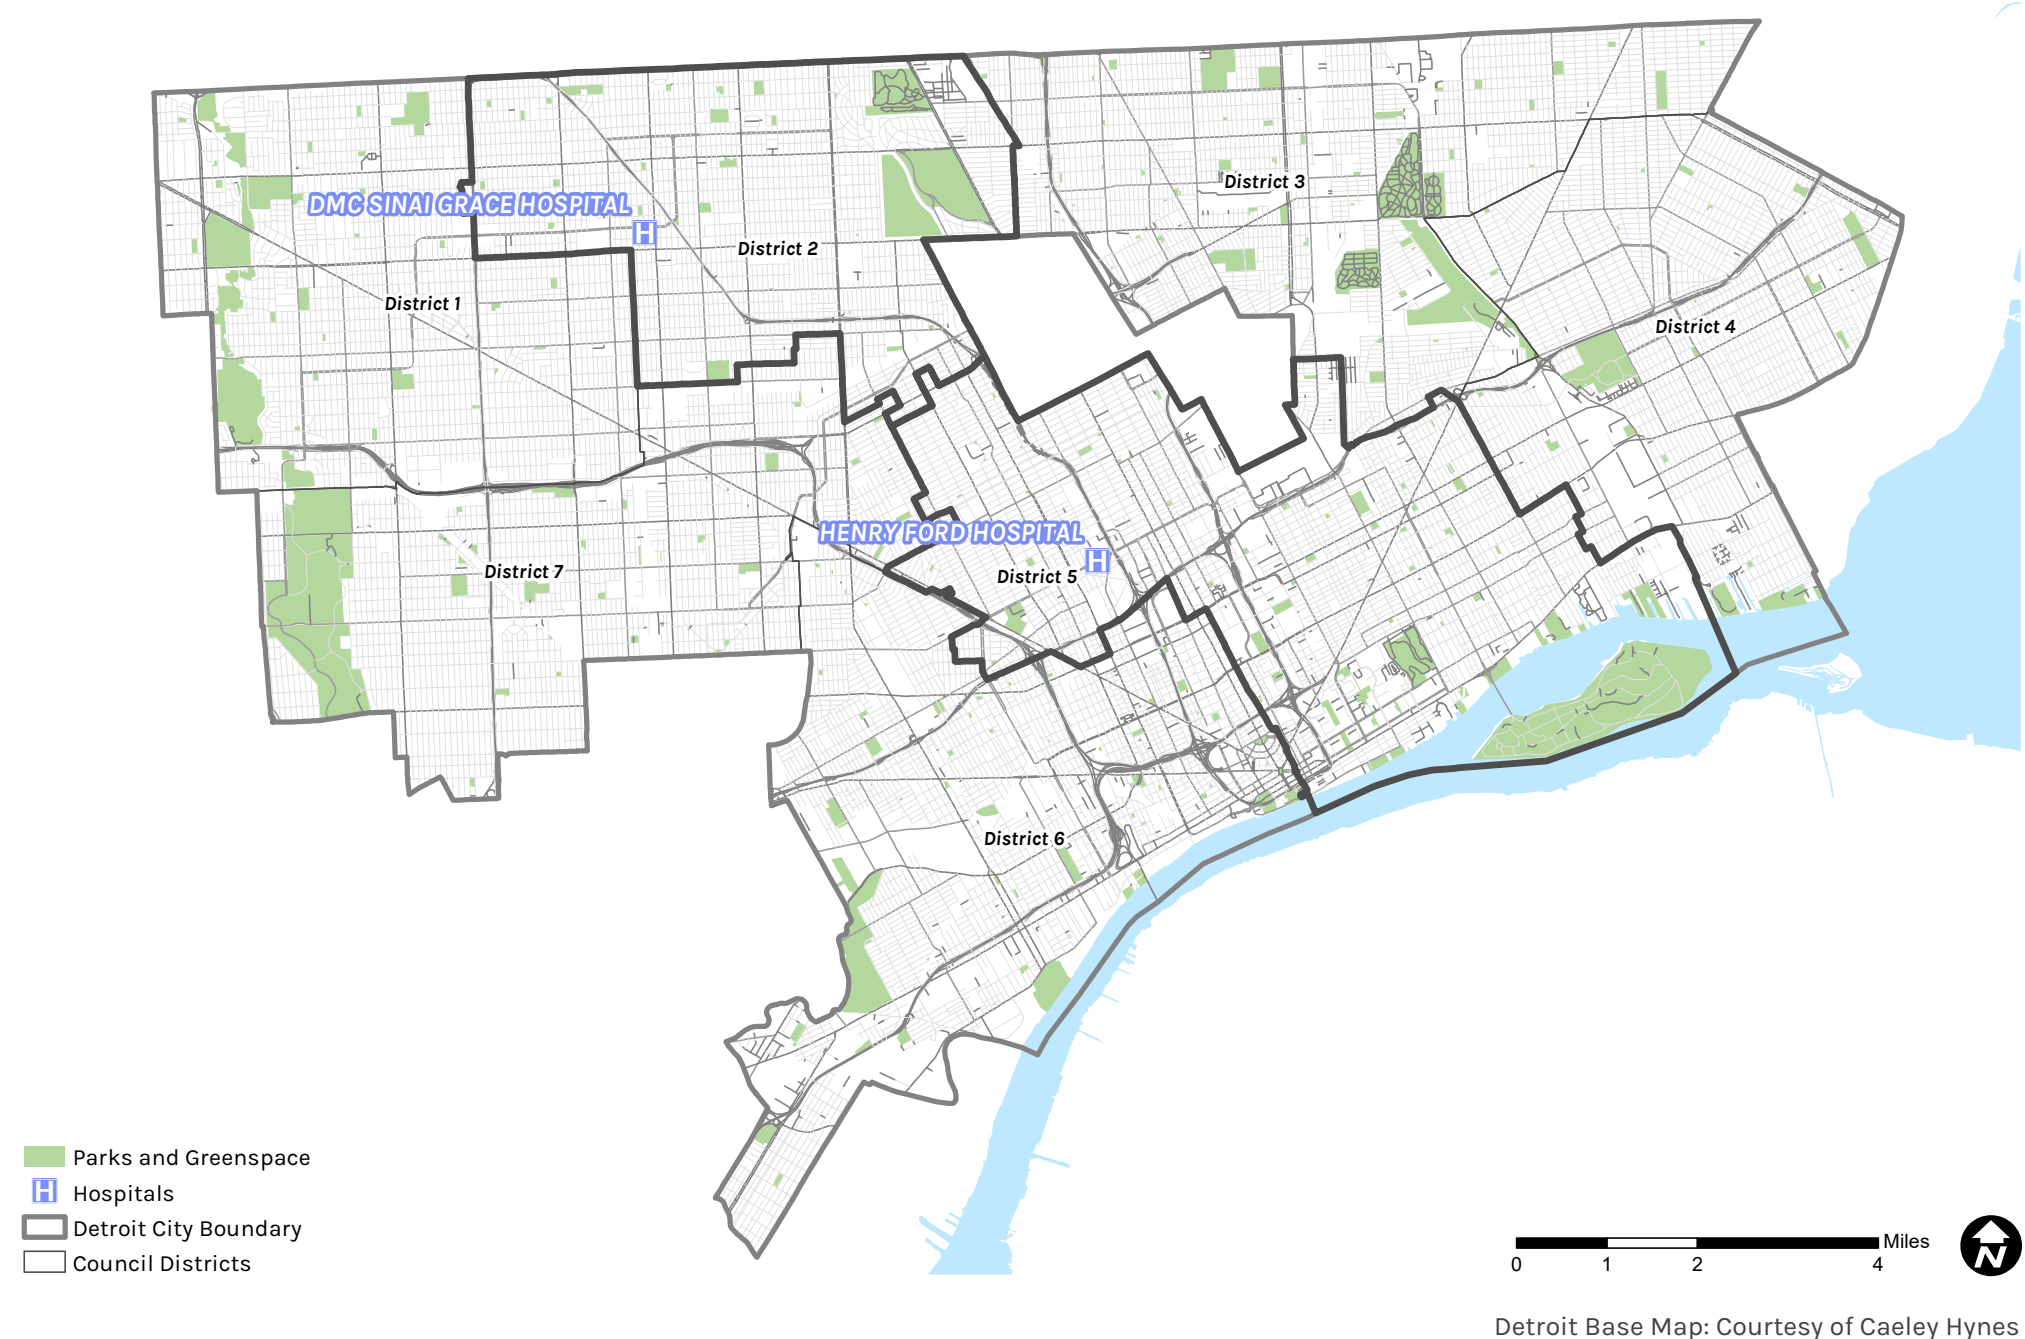 District 3
DMC SINAI GRACE HOSPITAL
H
District 2
District 1
District 4
HENRY FORD HOSPITAL
H
District 7
District 5
District 6
Parks and Greenspace
H Hospitals
Detroit City Boundary
Council Districts
Miles
0 1 2 4
N
Detroit Base Map: Courtesy of Caeley Hynes